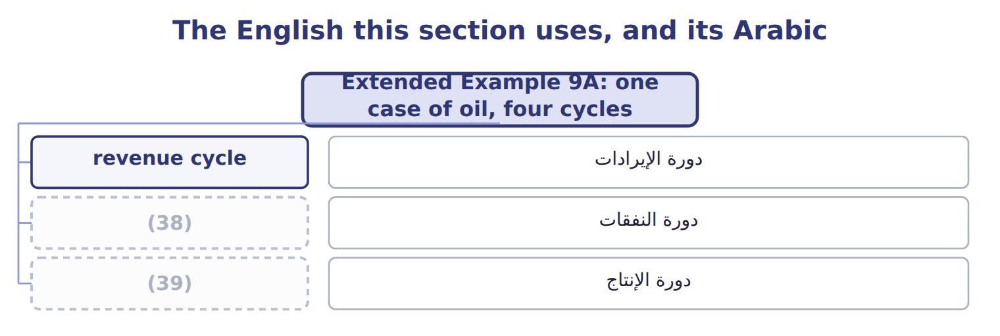 The English this section uses, and its Arabic
Extended Example 9A: one
case of oil, four cycles
revenue cycle
دورة الإيرادات
(38)
دورة النفقات
(39)
دورة الإنتاج